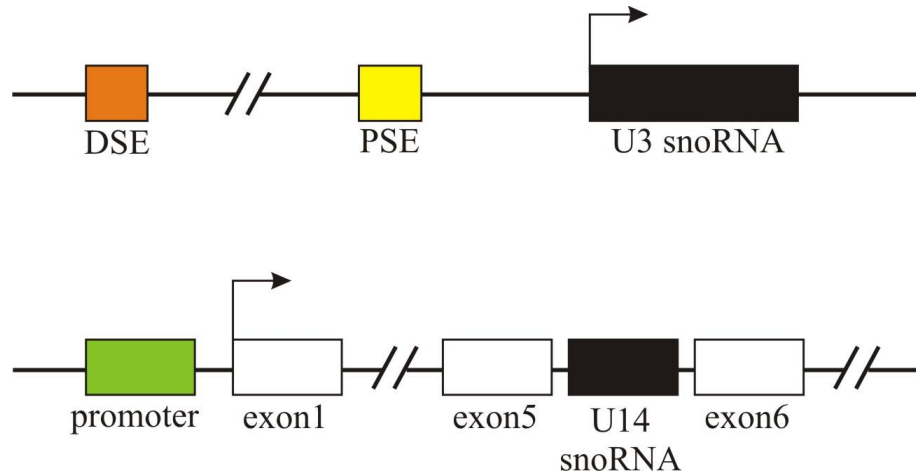 DSE
PSE
U3 snoRNA
promoter
exon1
exon5
U14
snoRNA
exon6